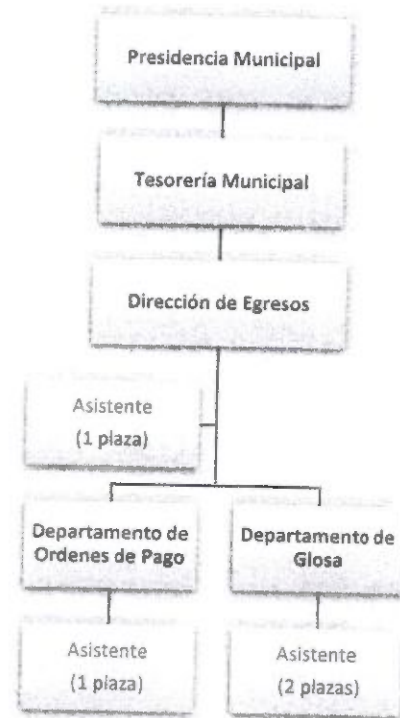 Presidencia Municipal
Tesorería Municipal
Dirección de Egresos
Asistente
(1 plaza)
Departamento de
Ordenes de Pago
Departamento de
Glosa
Asistente
(1 plaza)
Asistente
(2 plazas)